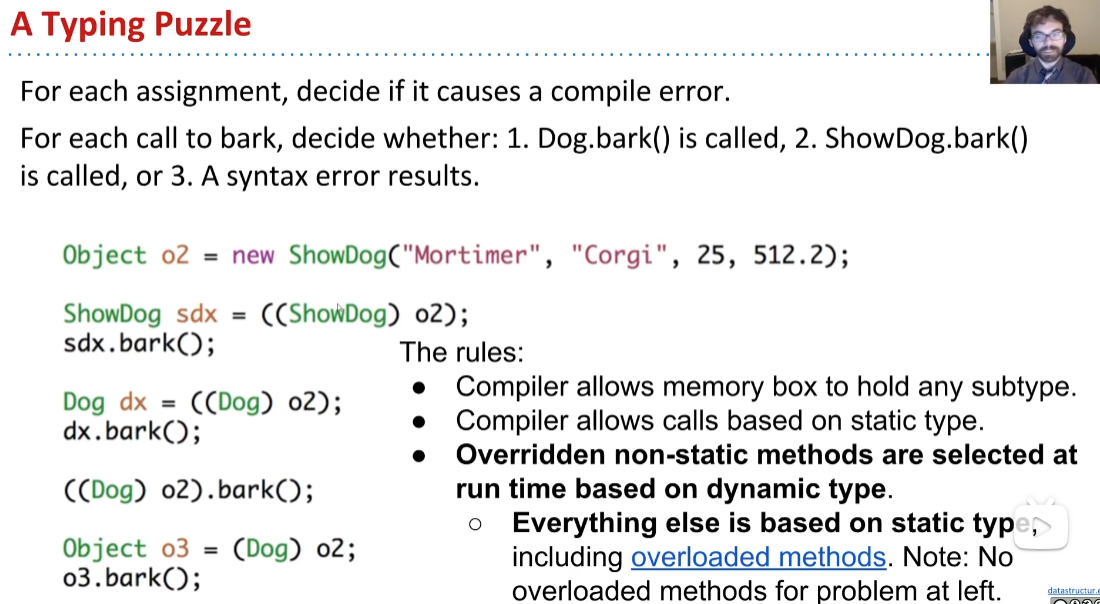 A Typing Puzzle
For each assignment, decide if it causes a compile error.
For each call to bark, decide whether: 1. Dog.bark() is called, 2. ShowDog.bark()
is called, or 3. A syntax error results.
Object o2 = new ShowDog("Mortimer", "Corgi", 25, 512.2);
ShowDog sdx = ((ShowDog) o2);
sdx.bark();
Dog dx = ((Dog) o2);
dx.bark();
((Dog) o2).bark();
Object o3 = (Dog) o2;
o3.bark();
The rules:
● Compiler allows memory box to hold any subtype.
● Compiler allows calls based on static type.
● Overridden non-static methods are selected at
run time based on dynamic type.
○ Everything else is based on static type,
including overloaded methods. Note: No
overloaded methods for problem at left.